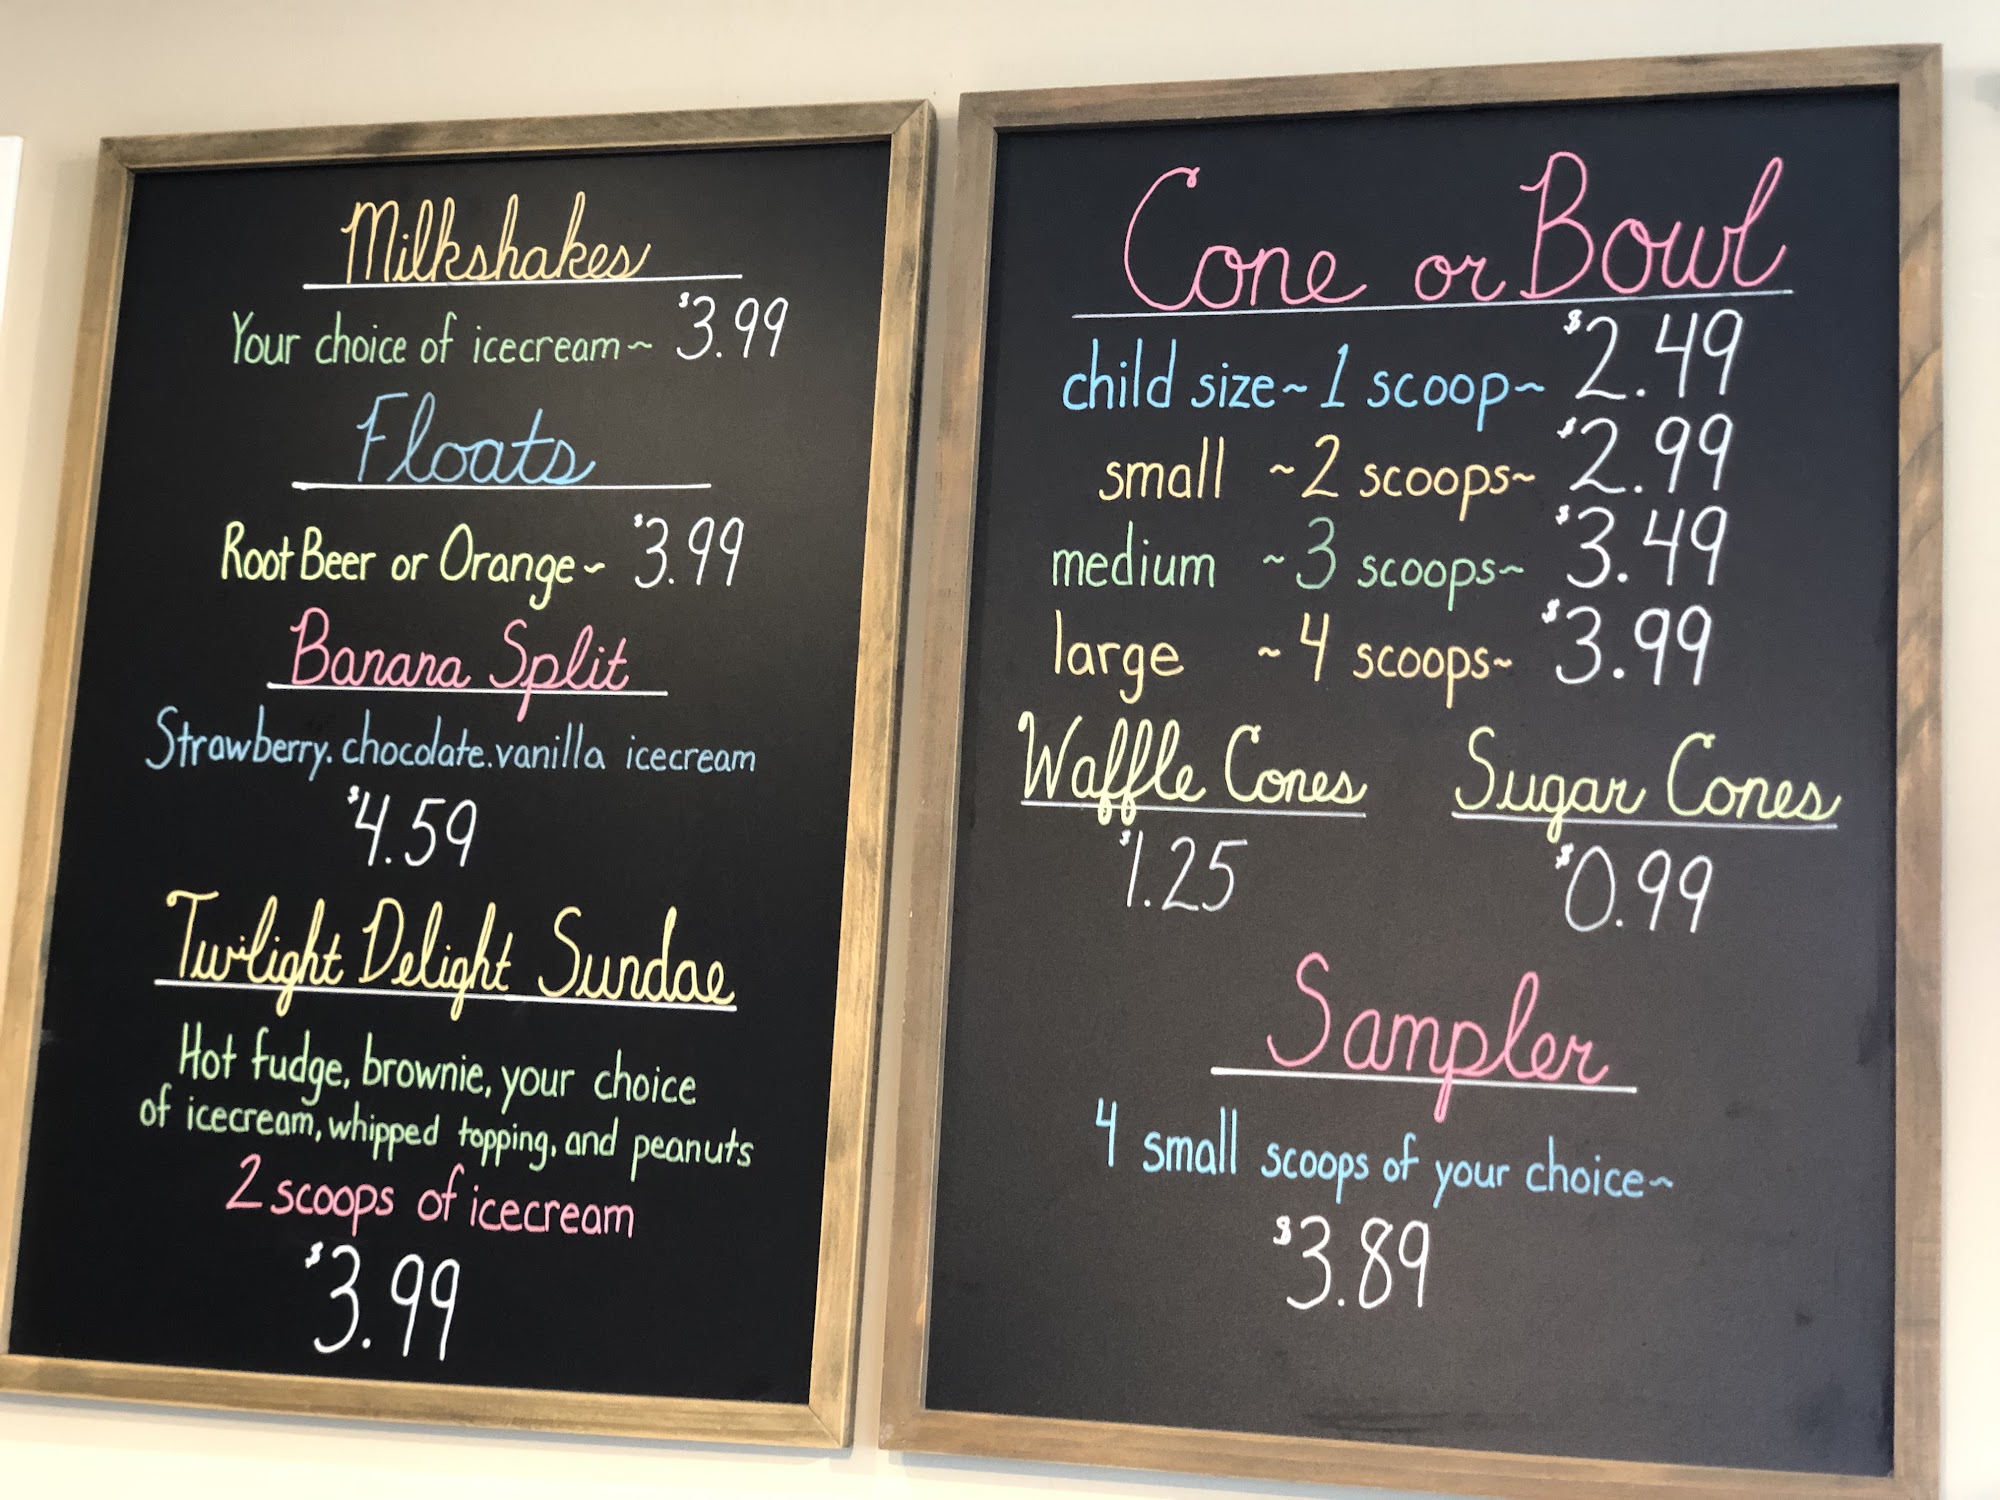 Milkshakes
Your choice of icecream~ $3.99
Floats
Root Beer or Orange~ $3.99
Banana Split
Strawberry. chocolate. vanilla icecream
$4.59
Twilight Delight Sundae
Hot fudge, brownie, your choice
of icecream, whipped topping, and peanuts
2 scoops of icecream
$3.99
Cone or Bowl
child size~ 1 scoop~ $2.49
small ~2 scoops~ $2.99
medium ~3 scoops~ $3.49
large ~4 scoops~ $3.99
Waffle Cones Sugar Cones
$1.25 $0.99
Sampler
4 small scoops of your choice~
$3.89